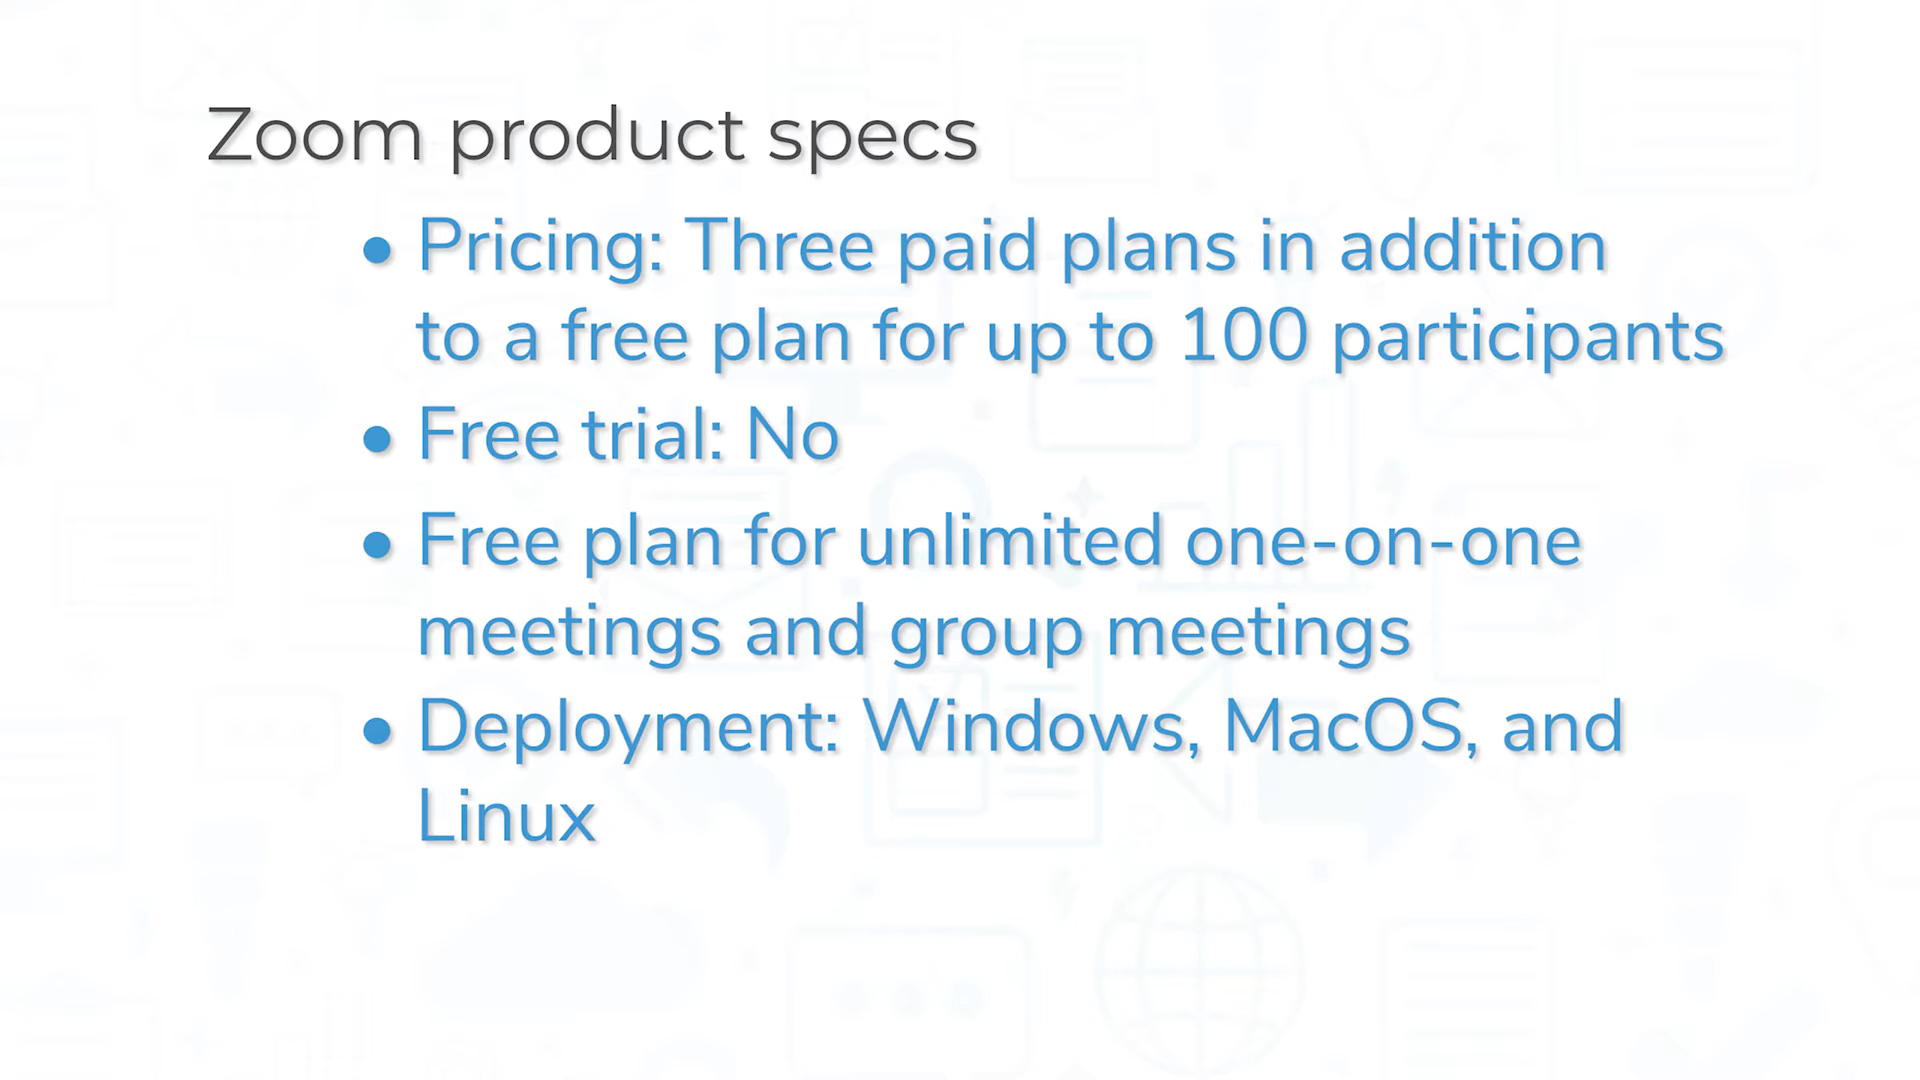 Zoom product specs
• Pricing: Three paid plans in addition
to a free plan for up to 100 participants
• Free trial: No
• Free plan for unlimited one-on-one
meetings and group meetings
• Deployment: Windows, MacOS, and
Linux